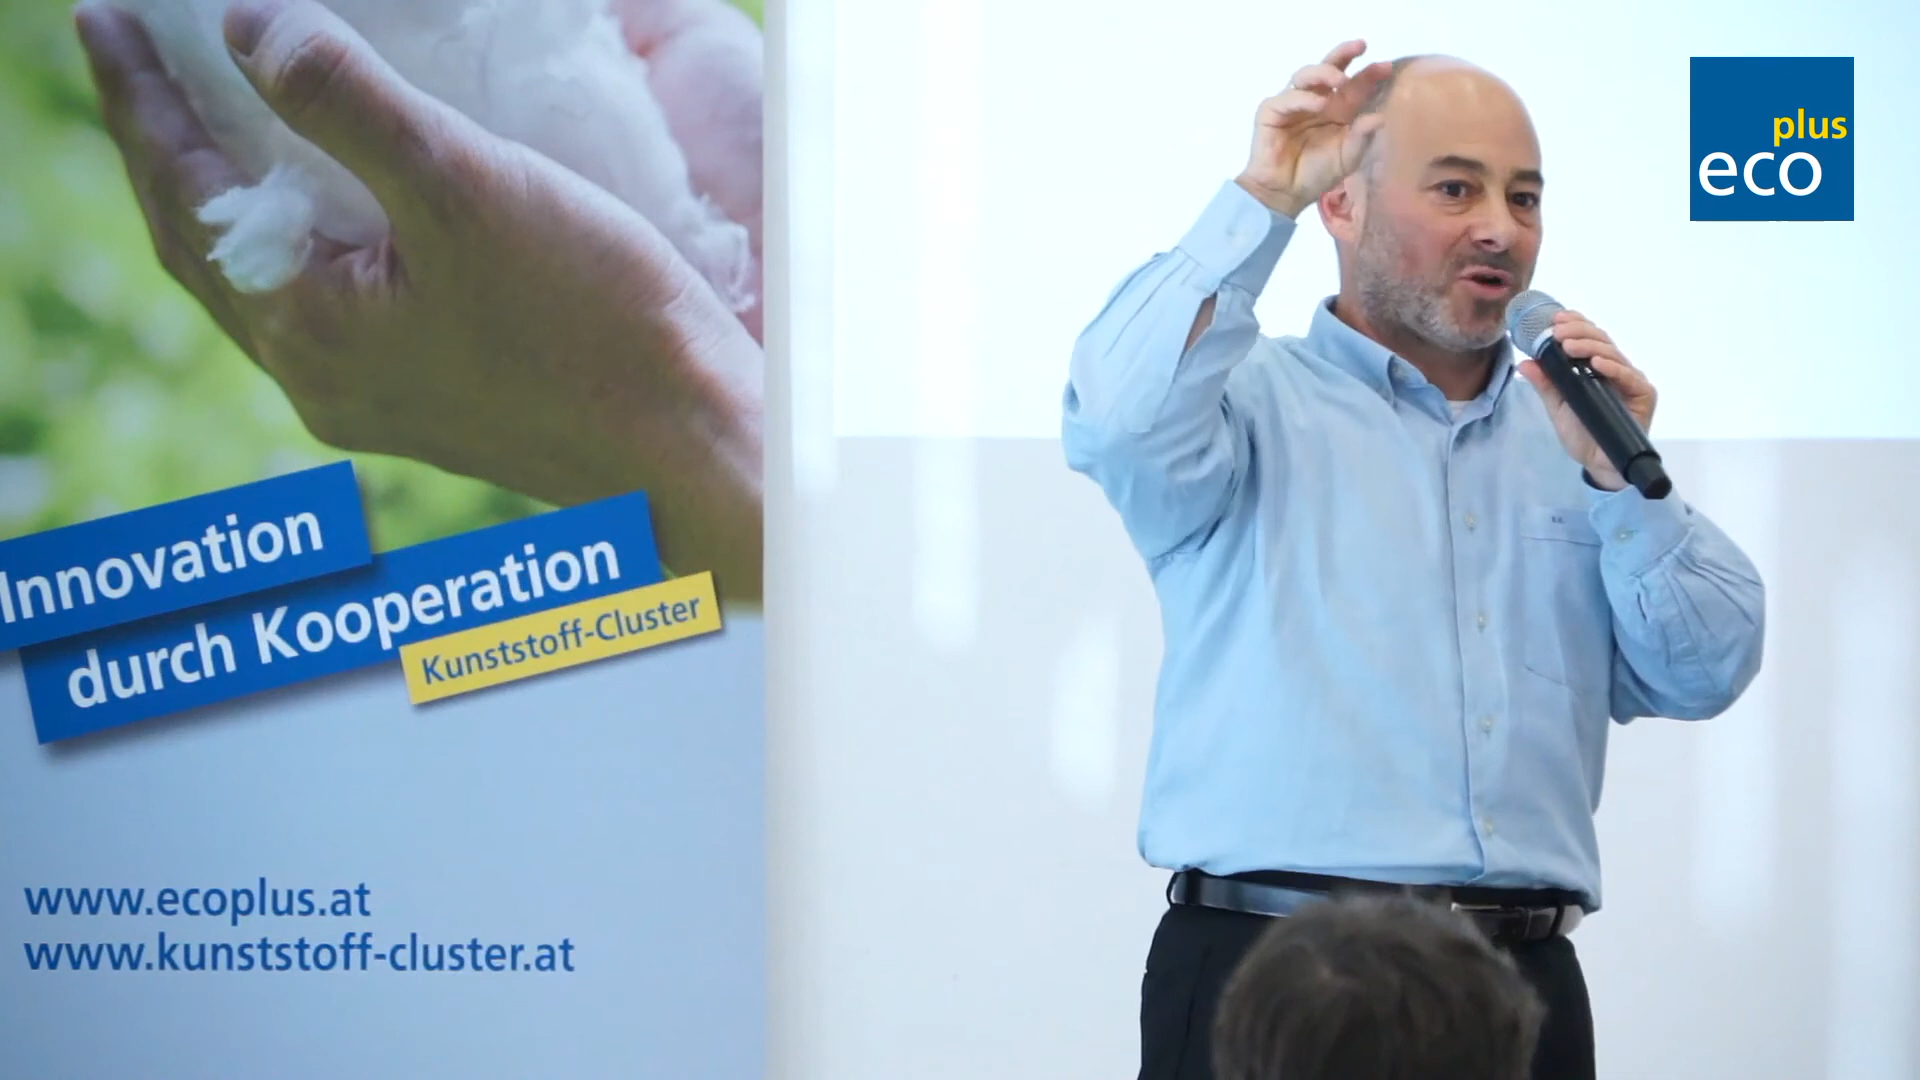 Innovation
durch Kooperation
Kunststoff-Cluster
www.ecoplus.at
www.kunststoff-cluster.at
plus
eco